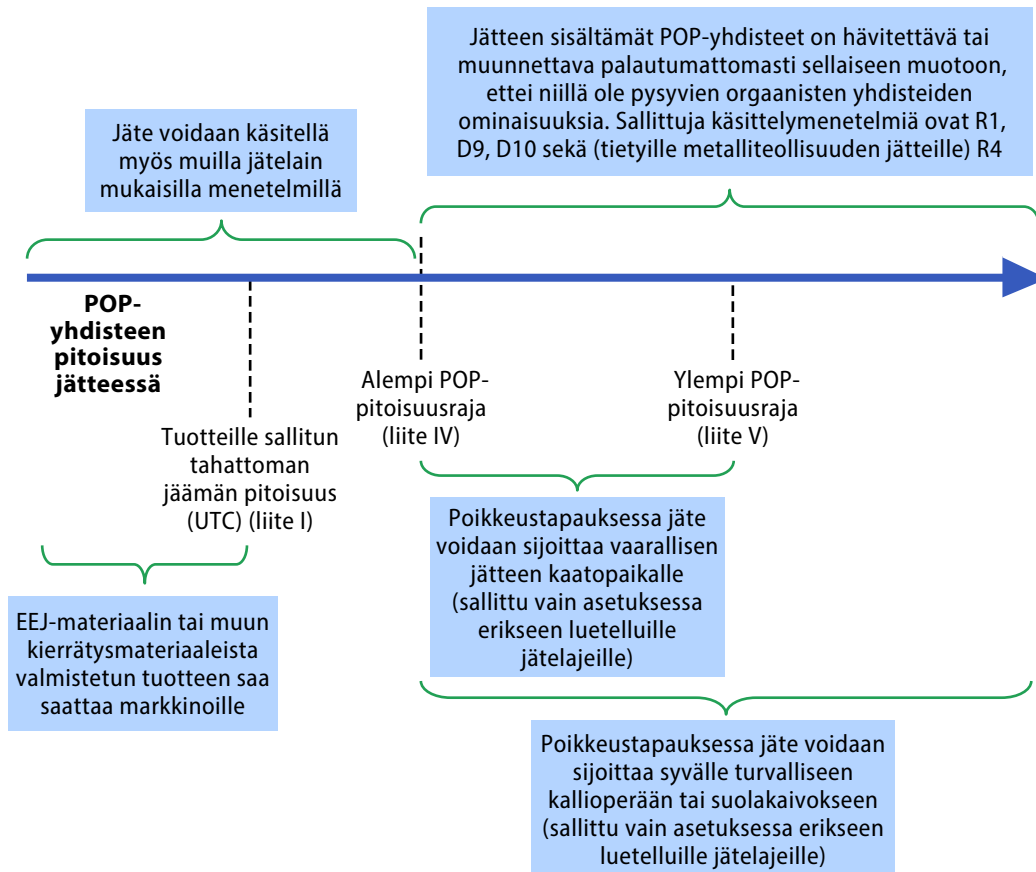 Jätteen sisältämät POP-yhdisteet on hävitettävä tai
muunnettava palautumattomasti sellaiseen muotoon,
ettei niillä ole pysyvien orgaanisten yhdisteiden
ominaisuuksia. Sallittuja käsittelymenetelmiä ovat R1,
D9, D10 sekä (tietyille metalliteollisuuden jätteille) R4
Jäte voidaan käsitellä
myös muilla jätelain
mukaisilla menetelmillä
POP-
yhdisteen
pitoisuus
jätteessä
Alempi POP-
pitoisuusraja
(liite IV)
Ylempi POP-
pitoisuusraja
(liite V)
Tuotteille sallitun
tahattoman
jäämän pitoisuus
(UTC) (liite I)
Poikkeustapauksessa jäte
voidaan sijoittaa vaarallisen
jätteen kaatopaikalle
(sallittu vain asetuksessa
erikseen luetelluille
jätelajeille)
EEJ-materiaalin tai muun
kierrätysmateriaaleista
valmistetun tuotteen saa
saattaa markkinoille
Poikkeustapauksessa jäte voidaan
sijoittaa syvälle turvalliseen
kallioperään tai suolakaivokseen
(sallittu vain asetuksessa erikseen
luetelluille jätelajeille)